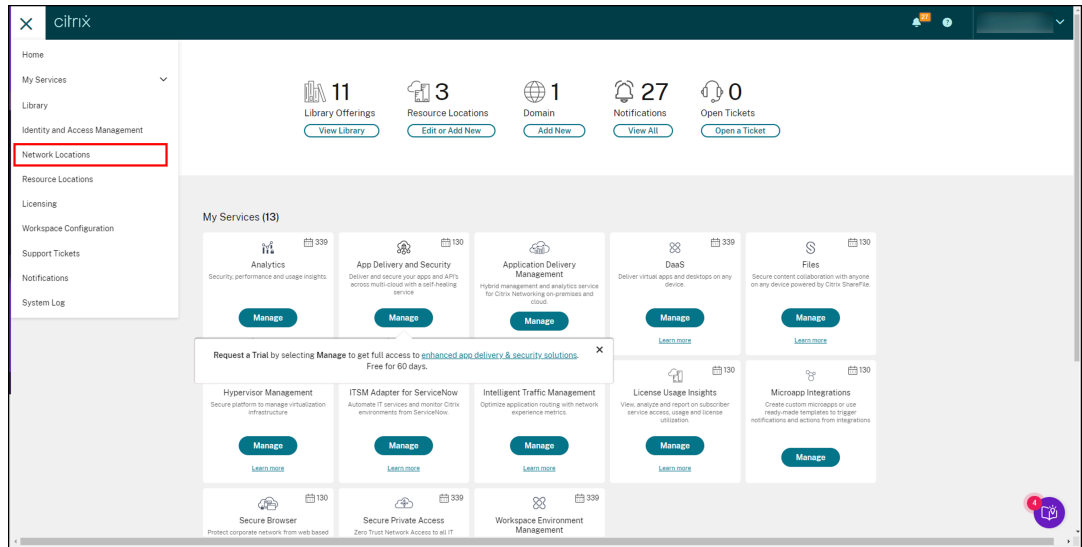 citrix
27
Home
My Services
Library
Identity and Access Management
Network Locations
Resource Locations
Licensing
Workspace Configuration
Support Tickets
Notifications
System Log
11
Library Offerings
View Library
3
Resource Locations
Edit or Add New
1
Domain
Add New
27
Notifications
View All
0
Open Tickets
Open a Ticket
My Services (13)
339
Analytics
Security, performance and usage insights.
Manage
130
App Delivery and Security
Deliver and secure your apps and API's
across multi-cloud with a self-healing
service
Manage
Application Delivery
Management
Hybrid management and analytics service
for Citrix Networking on-premises and
cloud.
Manage
339
DaaS
Deliver virtual apps and desktops on any
device.
Manage
Learn more
130
Files
Secure content collaboration with anyone
on any device powered by Citrix ShareFile.
Manage
Learn more
Request a Trial by selecting Manage to get full access to enhanced app delivery & security solutions.
Free for 60 days.
Hypervisor Management
Secure platform to manage virtualization
infrastructure
Manage
Learn more
ITSM Adapter for ServiceNow
Automate IT services and monitor Citrix
environments from ServiceNow.
Manage
Learn more
Intelligent Traffic Management
Optimize application routing with network
experience metrics.
Manage
Learn more
130
License Usage Insights
View, analyze and report on subscriber
service access, usage and license
utilization.
Manage
Learn more
130
Microapp Integrations
Create custom microapps or use
ready-made templates to trigger
notifications and actions from integrations
Manage
130
Secure Browser
Protect corporate network from web based
339
Secure Private Access
Zero Trust Network Access to all IT
339
Workspace Environment
Management
4